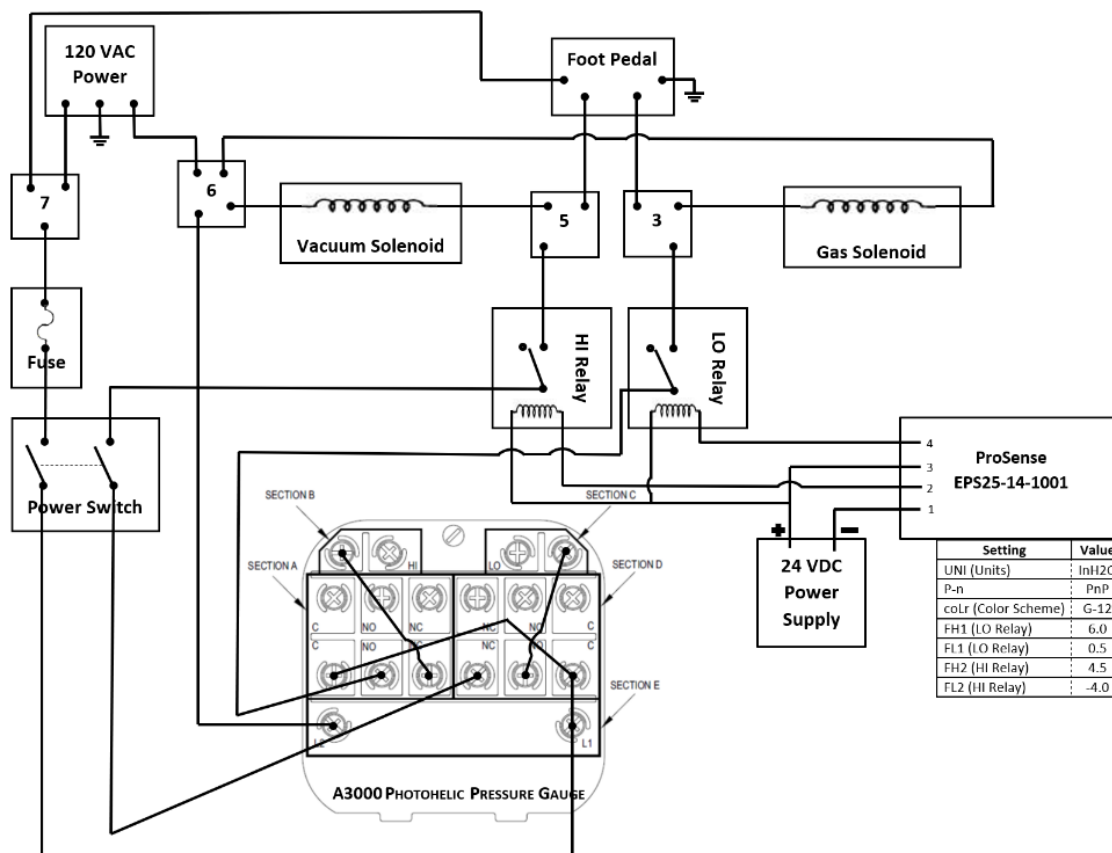 120 VAC
Power
Foot Pedal
7
6
5
3
Vacuum Solenoid
Gas Solenoid
Fuse
HI Relay
LO Relay
Power Switch
ProSense
EPS25-14-1001
4
3
2
1
+
−
24 VDC
Power
Supply
Setting Value
UNI (Units) InH2O
P-n PnP
coLr (Color Scheme) G-12
FH1 (LO Relay) 6.0
FL1 (LO Relay) 0.5
FH2 (HI Relay) 4.5
FL2 (HI Relay) -4.0
SECTION B
SECTION C
SECTION A
SECTION D
HI
LO
C NO NC NC NO C
C NO NC NC NO C
SECTION E
L2
L1
A3000 PHOTOHELIC PRESSURE GAUGE